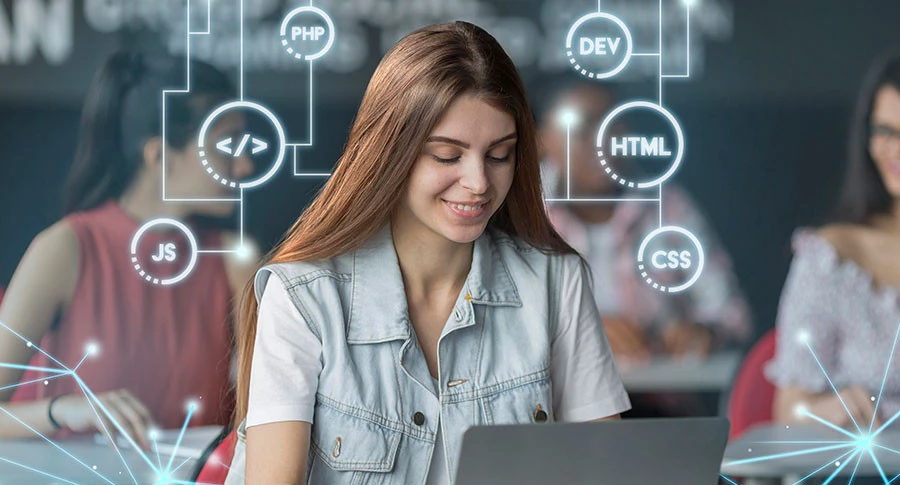 PHP
DEV
</>
HTML
JS
CSS